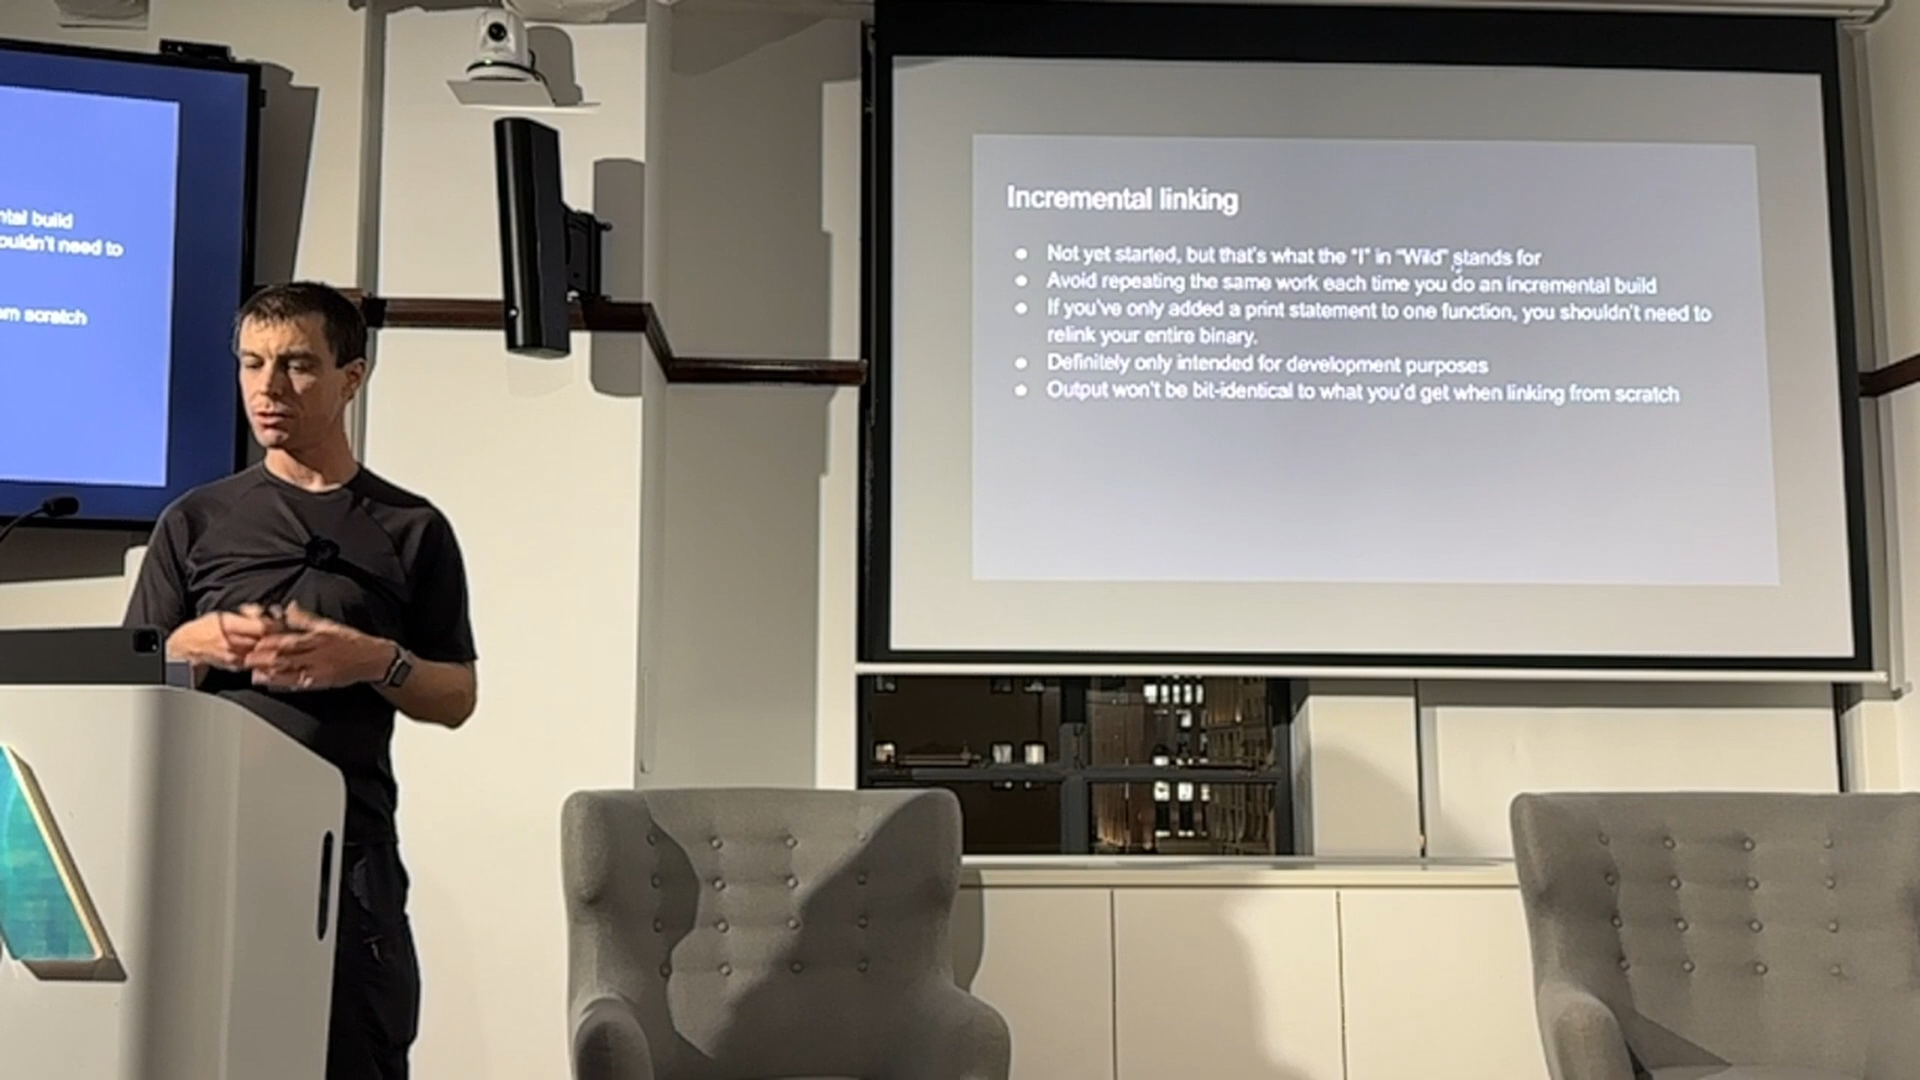 ntal build
ouldn't need to
om scratch
Incremental linking
● Not yet started, but that's what the "I" in "Wild" stands for
● Avoid repeating the same work each time you do an incremental build
● If you've only added a print statement to one function, you shouldn't need to
relink your entire binary.
● Definitely only intended for development purposes
● Output won't be bit-identical to what you'd get when linking from scratch